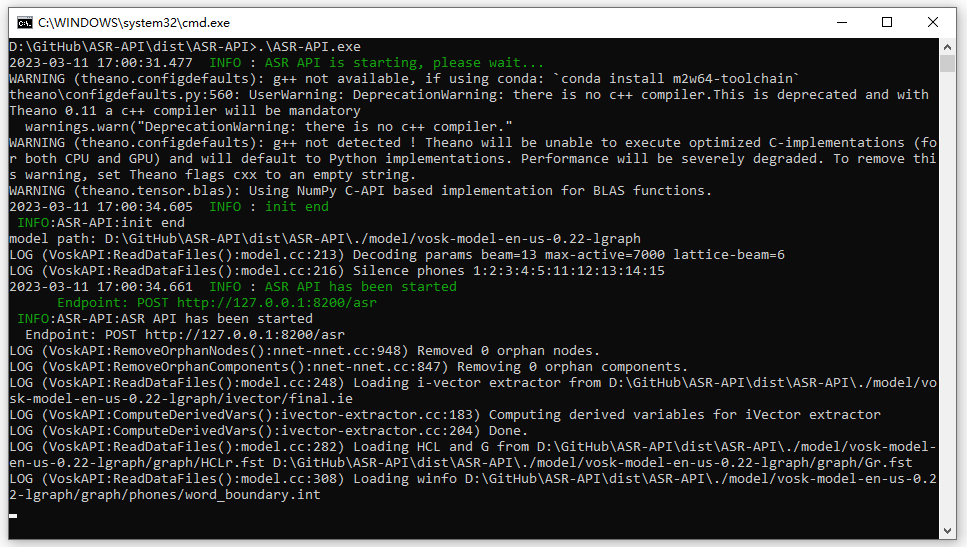 C:\WINDOWS\system32\cmd.exe
D:\GitHub\ASR-API\dist\ASR-API>.\ASR-API.exe
2023-03-11 17:00:31.477  INFO : ASR API is starting, please wait...
WARNING (theano.configdefaults): g++ not available, if using conda: `conda install m2w64-toolchain`
theano\configdefaults.py:560: UserWarning: DeprecationWarning: there is no c++ compiler.This is deprecated and with
Theano 0.11 a c++ compiler will be mandatory
  warnings.warn("DeprecationWarning: there is no c++ compiler."
WARNING (theano.configdefaults): g++ not detected ! Theano will be unable to execute optimized C-implementations (fo
r both CPU and GPU) and will default to Python implementations. Performance will be severely degraded. To remove thi
s warning, set Theano flags cxx to an empty string.
WARNING (theano.tensor.blas): Using NumPy C-API based implementation for BLAS functions.
2023-03-11 17:00:34.605  INFO : init end
 INFO:ASR-API:init end
model path: D:\GitHub\ASR-API\dist\ASR-API\./model/vosk-model-en-us-0.22-lgraph
LOG (VoskAPI:ReadDataFiles():model.cc:213) Decoding params beam=13 max-active=7000 lattice-beam=6
LOG (VoskAPI:ReadDataFiles():model.cc:216) Silence phones 1:2:3:4:5:11:12:13:14:15
2023-03-11 17:00:34.661  INFO : ASR API has been started
      Endpoint: POST http://127.0.0.1:8200/asr
 INFO:ASR-API:ASR API has been started
  Endpoint: POST http://127.0.0.1:8200/asr
LOG (VoskAPI:RemoveOrphanNodes():nnet-nnet.cc:948) Removed 0 orphan nodes.
LOG (VoskAPI:RemoveOrphanComponents():nnet-nnet.cc:847) Removing 0 orphan components.
LOG (VoskAPI:ReadDataFiles():model.cc:248) Loading i-vector extractor from D:\GitHub\ASR-API\dist\ASR-API\./model/vo
sk-model-en-us-0.22-lgraph/ivector/final.ie
LOG (VoskAPI:ComputeDerivedVars():ivector-extractor.cc:183) Computing derived variables for iVector extractor
LOG (VoskAPI:ComputeDerivedVars():ivector-extractor.cc:204) Done.
LOG (VoskAPI:ReadDataFiles():model.cc:282) Loading HCL and G from D:\GitHub\ASR-API\dist\ASR-API\./model/vosk-model-
en-us-0.22-lgraph/graph/HCLr.fst D:\GitHub\ASR-API\dist\ASR-API\./model/vosk-model-en-us-0.22-lgraph/graph/Gr.fst
LOG (VoskAPI:ReadDataFiles():model.cc:308) Loading winfo D:\GitHub\ASR-API\dist\ASR-API\./model/vosk-model-en-us-0.2
2-lgraph/graph/phones/word_boundary.int